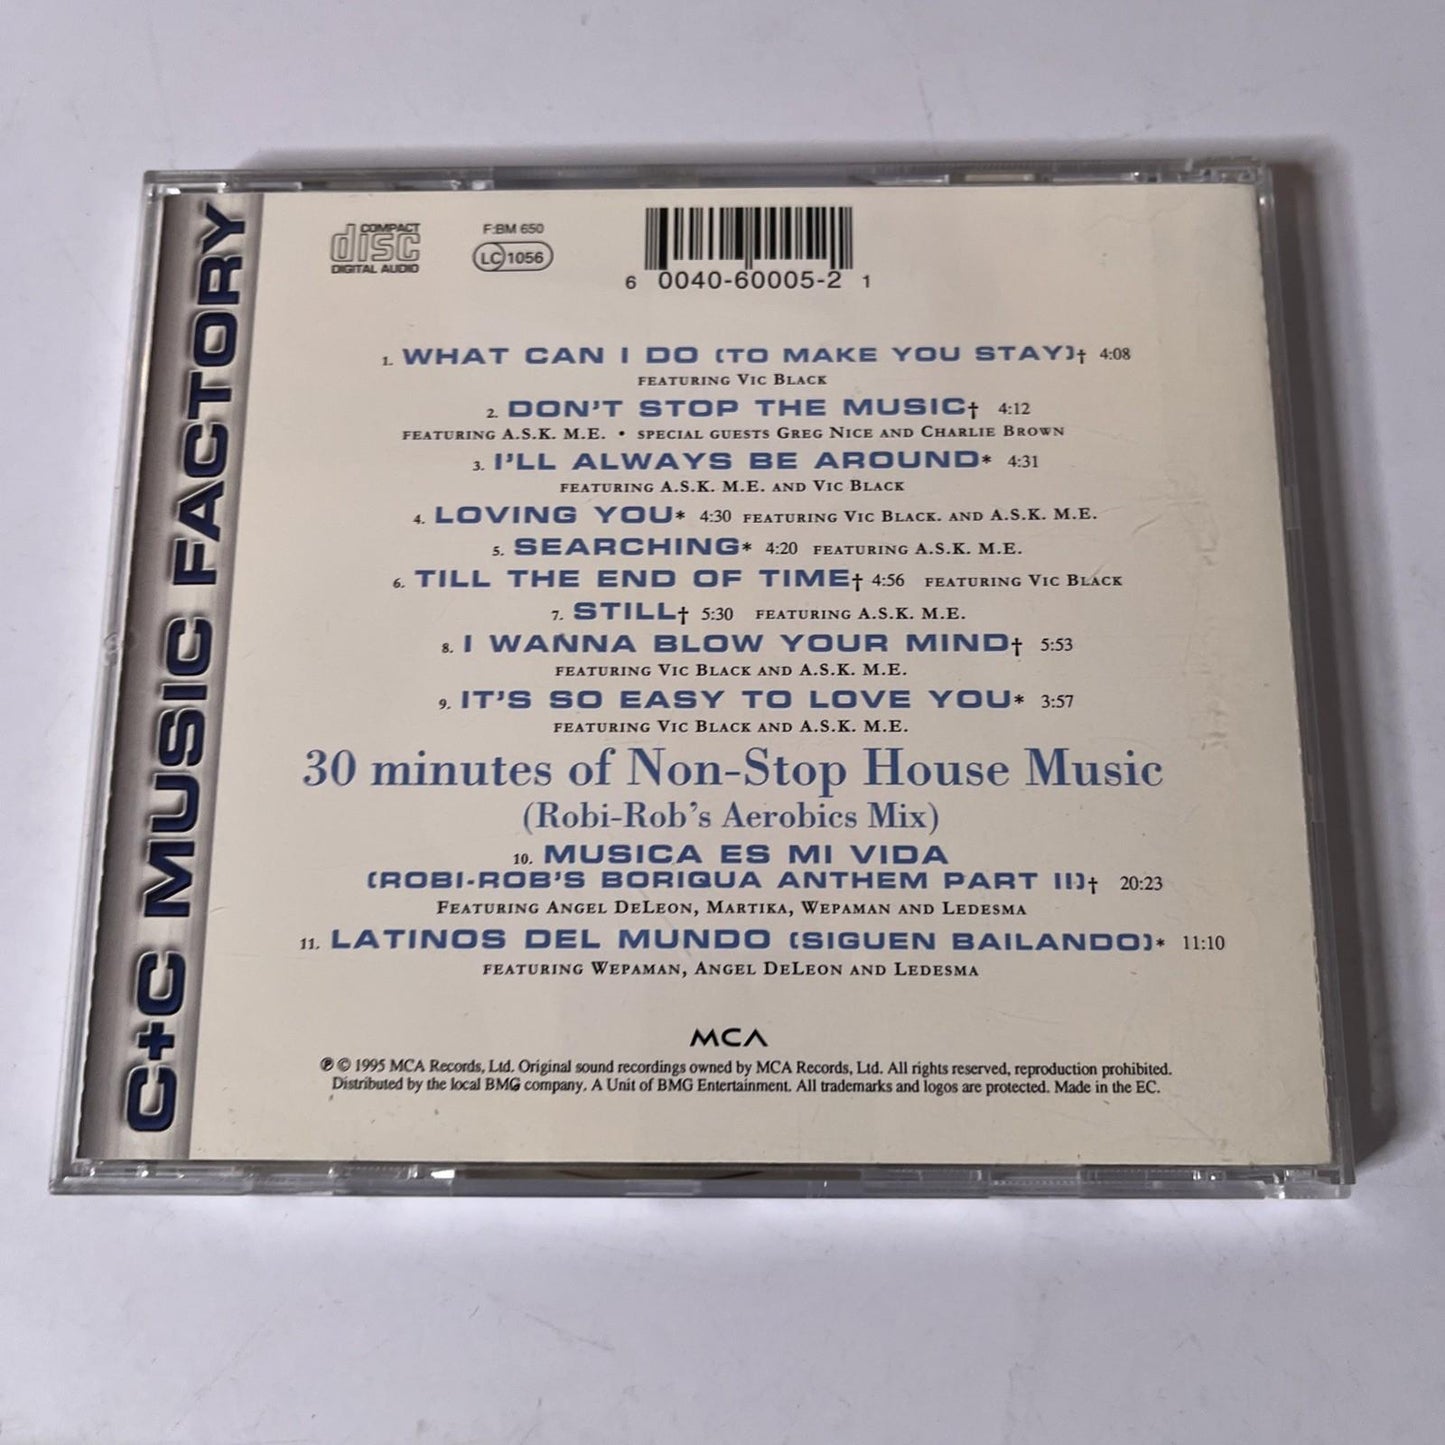 C+C MUSIC FACTORY
COMPACT
disc
DIGITAL AUDIO
F:BM 650
LC 1056
6 0040-60005-2 1
1. WHAT CAN I DO (TO MAKE YOU STAY)† 4:08
FEATURING VIC BLACK
2. DON'T STOP THE MUSIC† 4:12
FEATURING A.S.K. M.E. • SPECIAL GUESTS GREG NICE AND CHARLIE BROWN
3. I'LL ALWAYS BE AROUND* 4:31
FEATURING A.S.K. M.E. AND VIC BLACK
4. LOVING YOU* 4:30 FEATURING VIC BLACK. AND A.S.K. M.E.
5. SEARCHING* 4:20 FEATURING A.S.K. M.E.
6. TILL THE END OF TIME† 4:56 FEATURING VIC BLACK
7. STILL† 5:30 FEATURING A.S.K. M.E.
8. I WANNA BLOW YOUR MIND† 5:53
FEATURING VIC BLACK AND A.S.K. M.E.
9. IT'S SO EASY TO LOVE YOU* 3:57
FEATURING VIC BLACK AND A.S.K. M.E.
30 minutes of Non-Stop House Music
(Robi-Rob's Aerobics Mix)
10. MUSICA ES MI VIDA
(ROBI-ROB'S BORIQUA ANTHEM PART II)† 20:23
FEATURING ANGEL DELEON, MARTIKA, WEPAMAN AND LEDESMA
11. LATINOS DEL MUNDO (SIGUEN BAILANDO)* 11:10
FEATURING WEPAMAN, ANGEL DELEON AND LEDESMA
MCA
℗ © 1995 MCA Records, Ltd. Original sound recordings owned by MCA Records, Ltd. All rights reserved, reproduction prohibited.
Distributed by the local BMG company. A Unit of BMG Entertainment. All trademarks and logos are protected. Made in the EC.